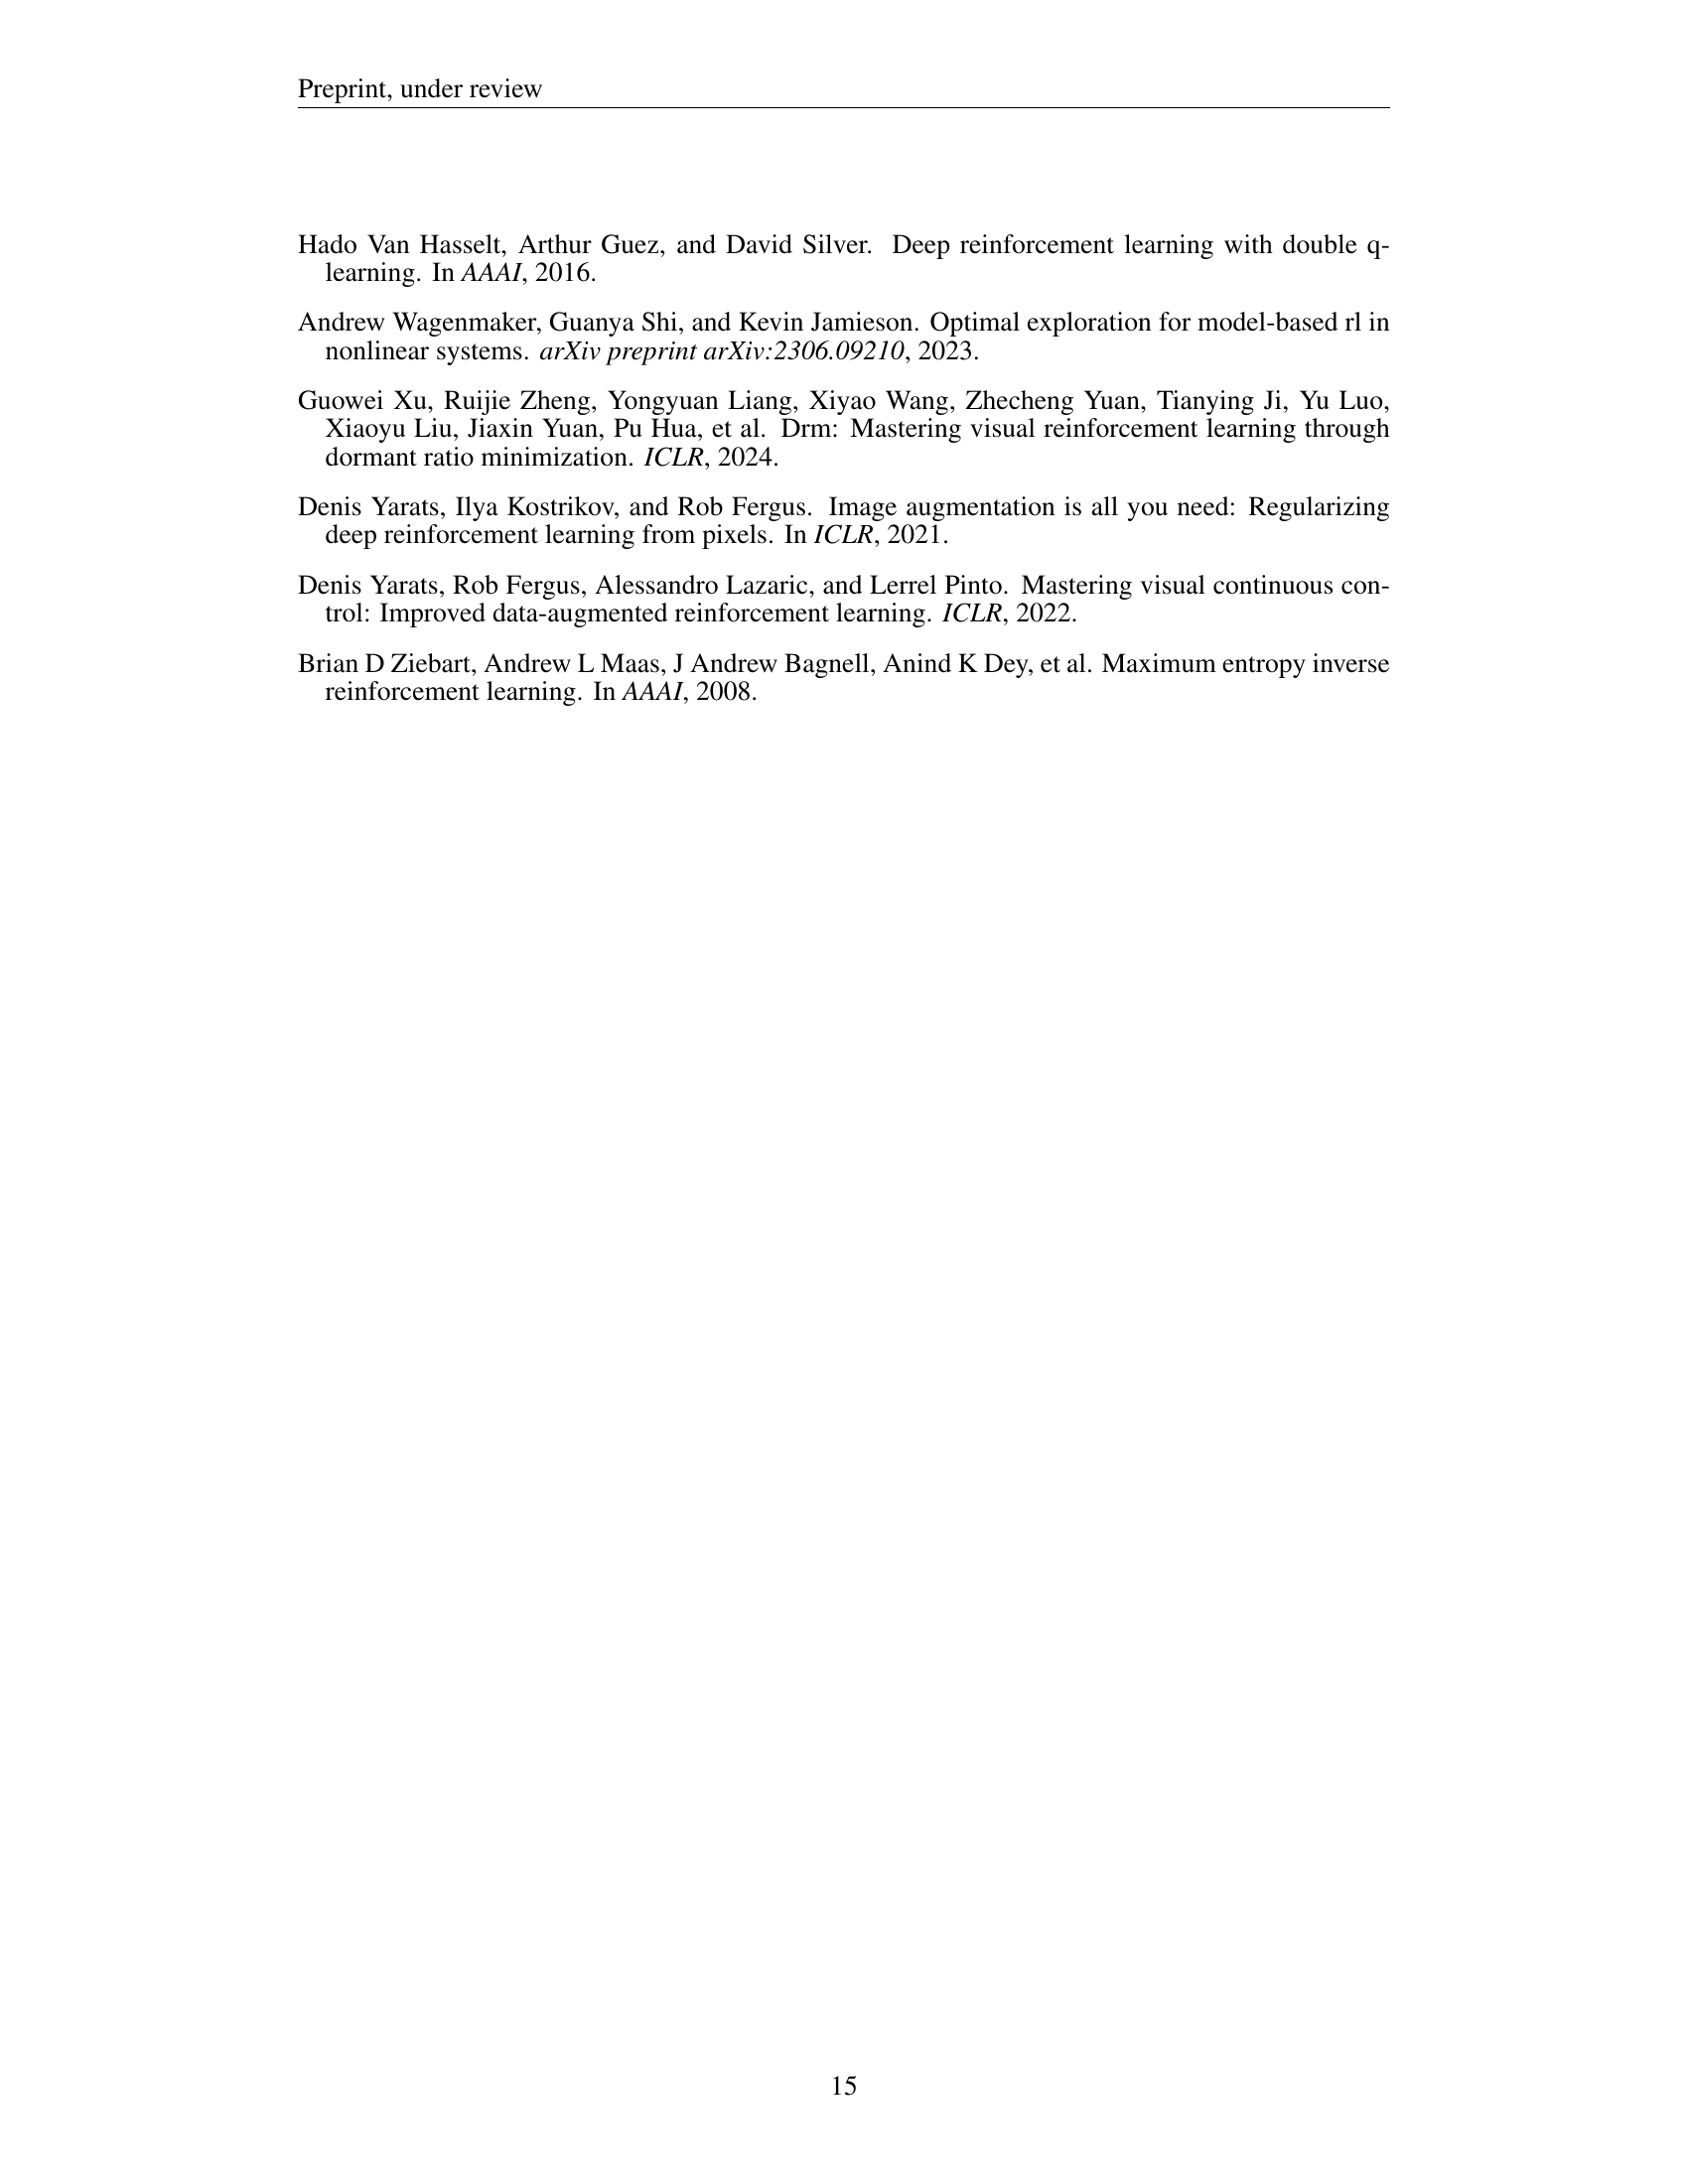 Preprint, under review
Hado Van Hasselt, Arthur Guez, and David Silver. Deep reinforcement learning with double q-
learning. In AAAI, 2016.
Andrew Wagenmaker, Guanya Shi, and Kevin Jamieson. Optimal exploration for model-based rl in
nonlinear systems. arXiv preprint arXiv:2306.09210, 2023.
Guowei Xu, Ruijie Zheng, Yongyuan Liang, Xiyao Wang, Zhecheng Yuan, Tianying Ji, Yu Luo,
Xiaoyu Liu, Jiaxin Yuan, Pu Hua, et al. Drm: Mastering visual reinforcement learning through
dormant ratio minimization. ICLR, 2024.
Denis Yarats, Ilya Kostrikov, and Rob Fergus. Image augmentation is all you need: Regularizing
deep reinforcement learning from pixels. In ICLR, 2021.
Denis Yarats, Rob Fergus, Alessandro Lazaric, and Lerrel Pinto. Mastering visual continuous con-
trol: Improved data-augmented reinforcement learning. ICLR, 2022.
Brian D Ziebart, Andrew L Maas, J Andrew Bagnell, Anind K Dey, et al. Maximum entropy inverse
reinforcement learning. In AAAI, 2008.
15